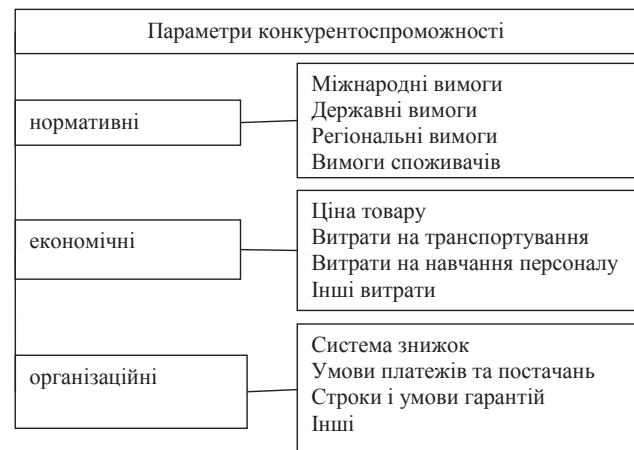 Параметри конкурентоспроможності
нормативні
Міжнародні вимоги
Державні вимоги
Регіональні вимоги
Вимоги споживачів
економічні
Ціна товару
Витрати на транспортування
Витрати на навчання персоналу
Інші витрати
організаційні
Система знижок
Умови платежів та постачань
Строки і умови гарантій
Інші